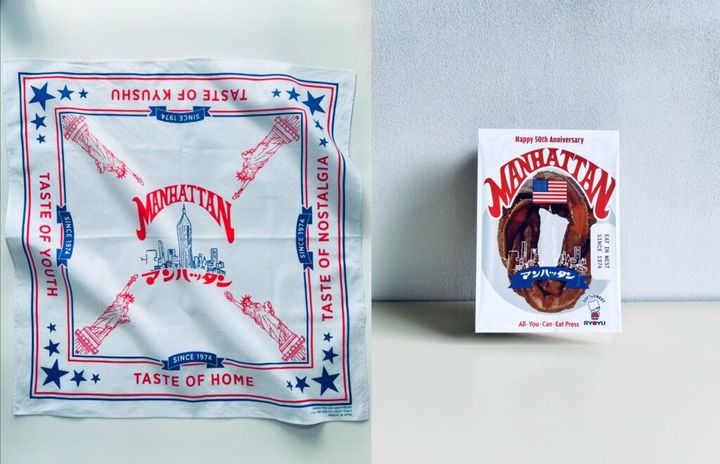 TASTE OF KYUSHU
SINCE 1974
TASTE OF YOUTH
SINCE 1974
MANHATTAN
マンハッタン
SINCE 1974
TASTE OF NOSTALGIA
SINCE 1974
TASTE OF HOME
Happy 50th Anniversary
MANHATTAN
EAT IN WEST
SINCE 1974
マンハッタン
RYOYU
All-You-Can-Eat Press